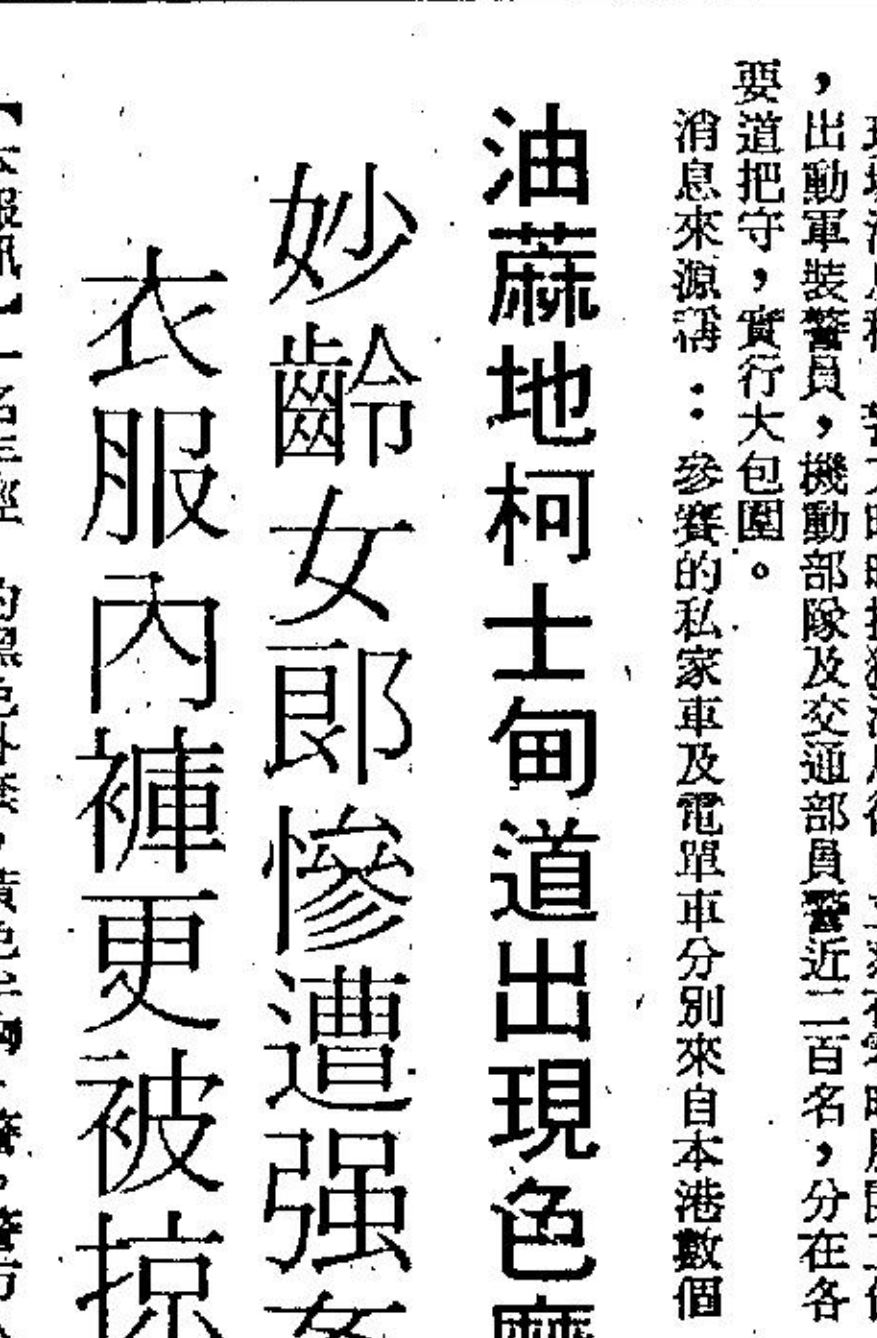 ，出動軍裝警員，機動部隊及交通部員警近二百名，分在各
要道把守，實行大包圍。
消息來源稱：參賽的私家車及電單車分別來自本港數個
油蔴地柯士甸道出現色魔
妙齡女郎慘遭强姦
衣服內褲更被掠